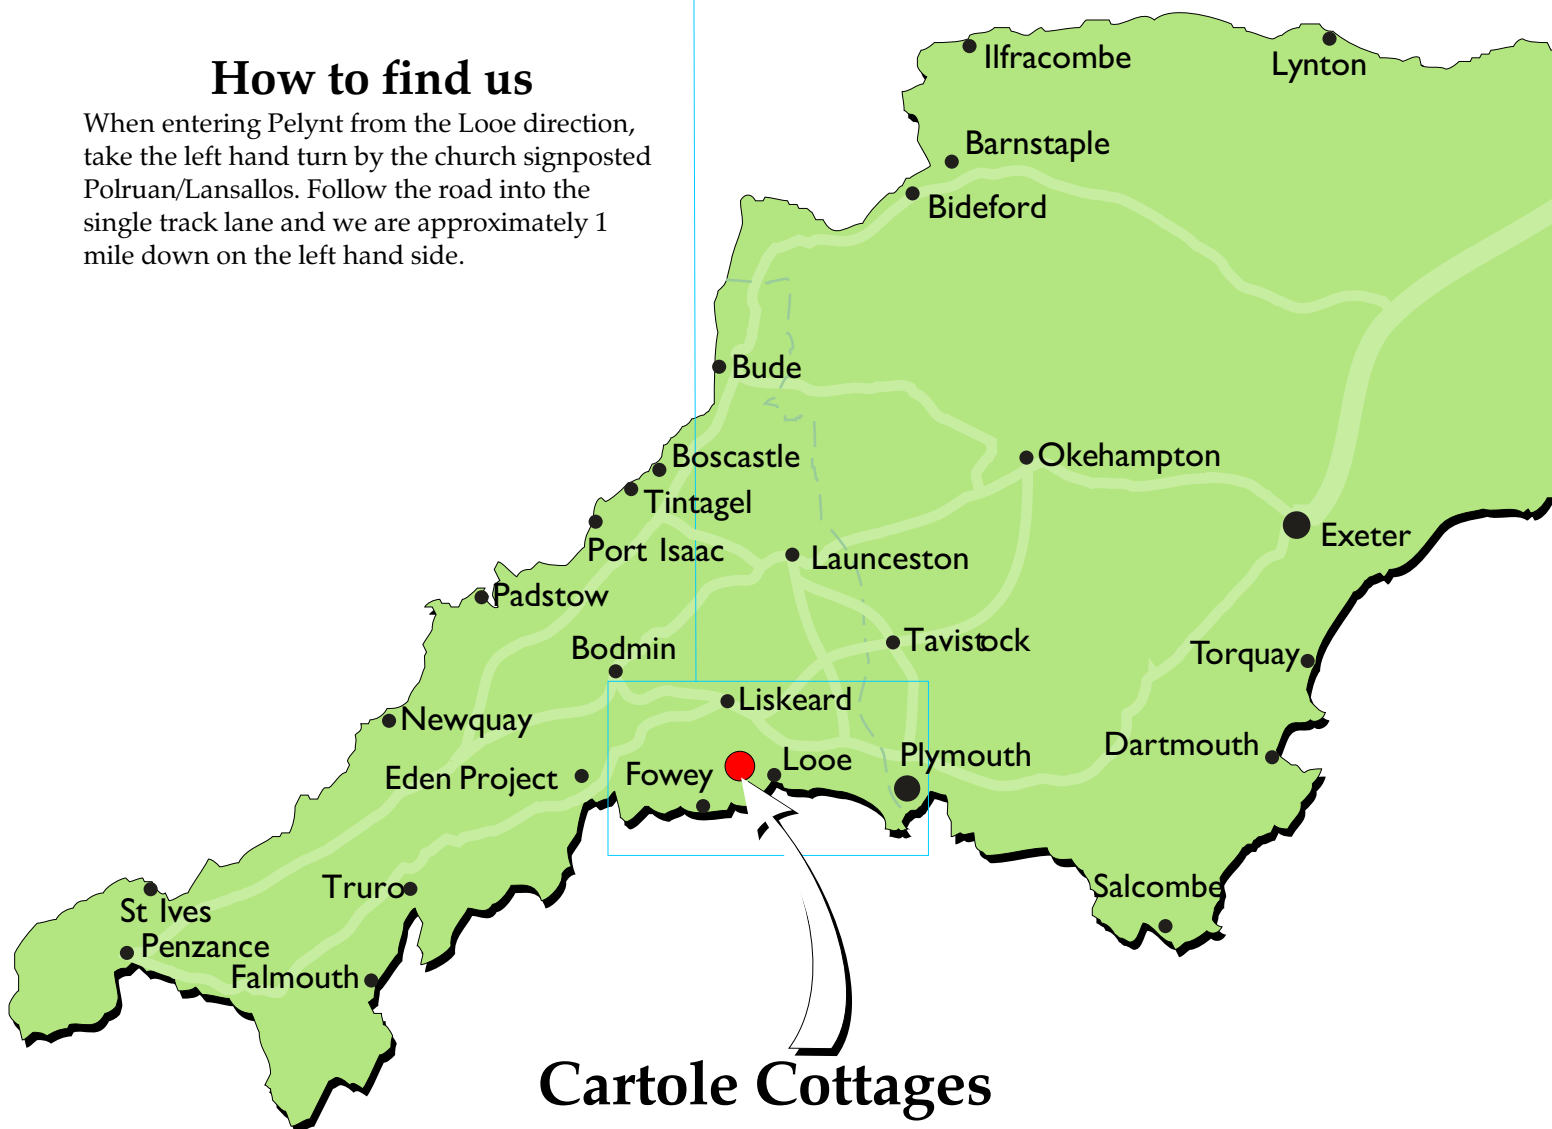 How to find us
When entering Pelynt from the Looe direction,
take the left hand turn by the church signposted
Polruan/Lansallos. Follow the road into the
single track lane and we are approximately 1
mile down on the left hand side.
Ilfracombe
Lynton
Barnstaple
Bideford
Bude
Boscastle
Okehampton
Tintagel
Exeter
Port Isaac
Launceston
Padstow
Bodmin
Tavistock
Torquay
Liskeard
Newquay
Dartmouth
Plymouth
Looe
Eden Project
Fowey
Truro
Salcombe
St Ives
Penzance
Falmouth
Cartole Cottages